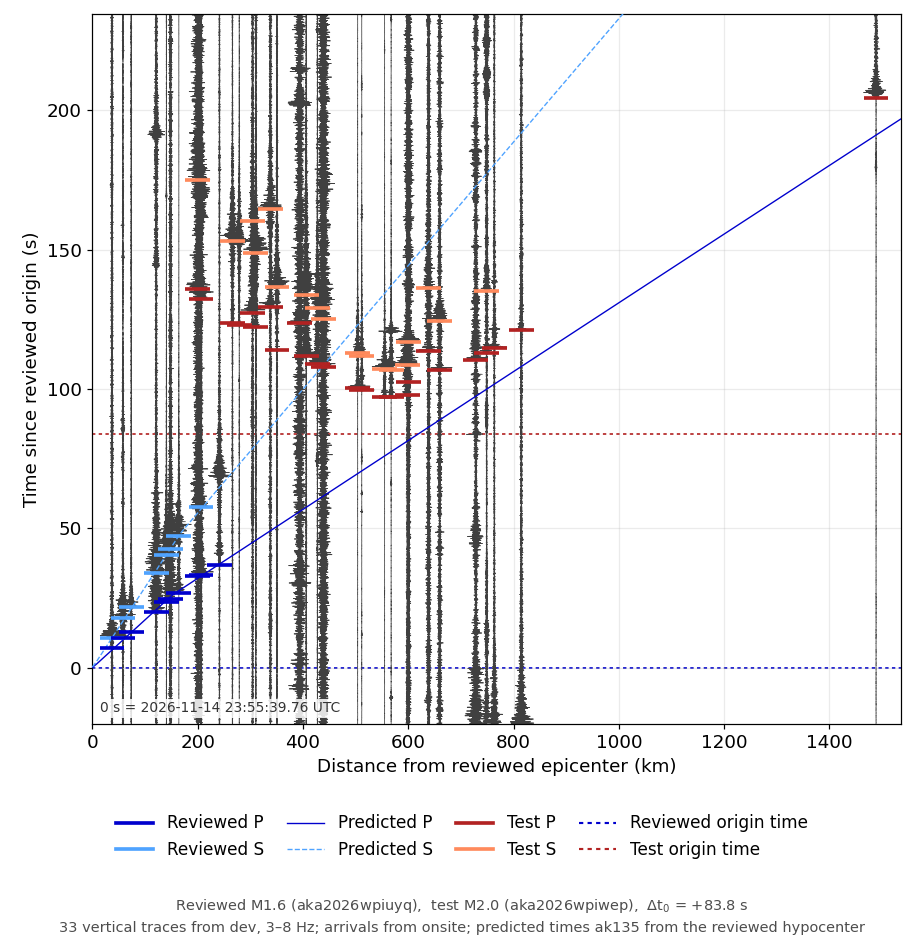 200
150
100
50
0
Time since reviewed origin (s)
0 s = 2026-11-14 23:55:39.76 UTC
0 200 400 600 800 1000 1200 1400
Distance from reviewed epicenter (km)
Reviewed P Predicted P Test P Reviewed origin time
Reviewed S Predicted S Test S Test origin time
Reviewed M1.6 (aka2026wpiuyq), test M2.0 (aka2026wpiwep), Δt₀ = +83.8 s
33 vertical traces from dev, 3–8 Hz; arrivals from onsite; predicted times ak135 from the reviewed hypocenter